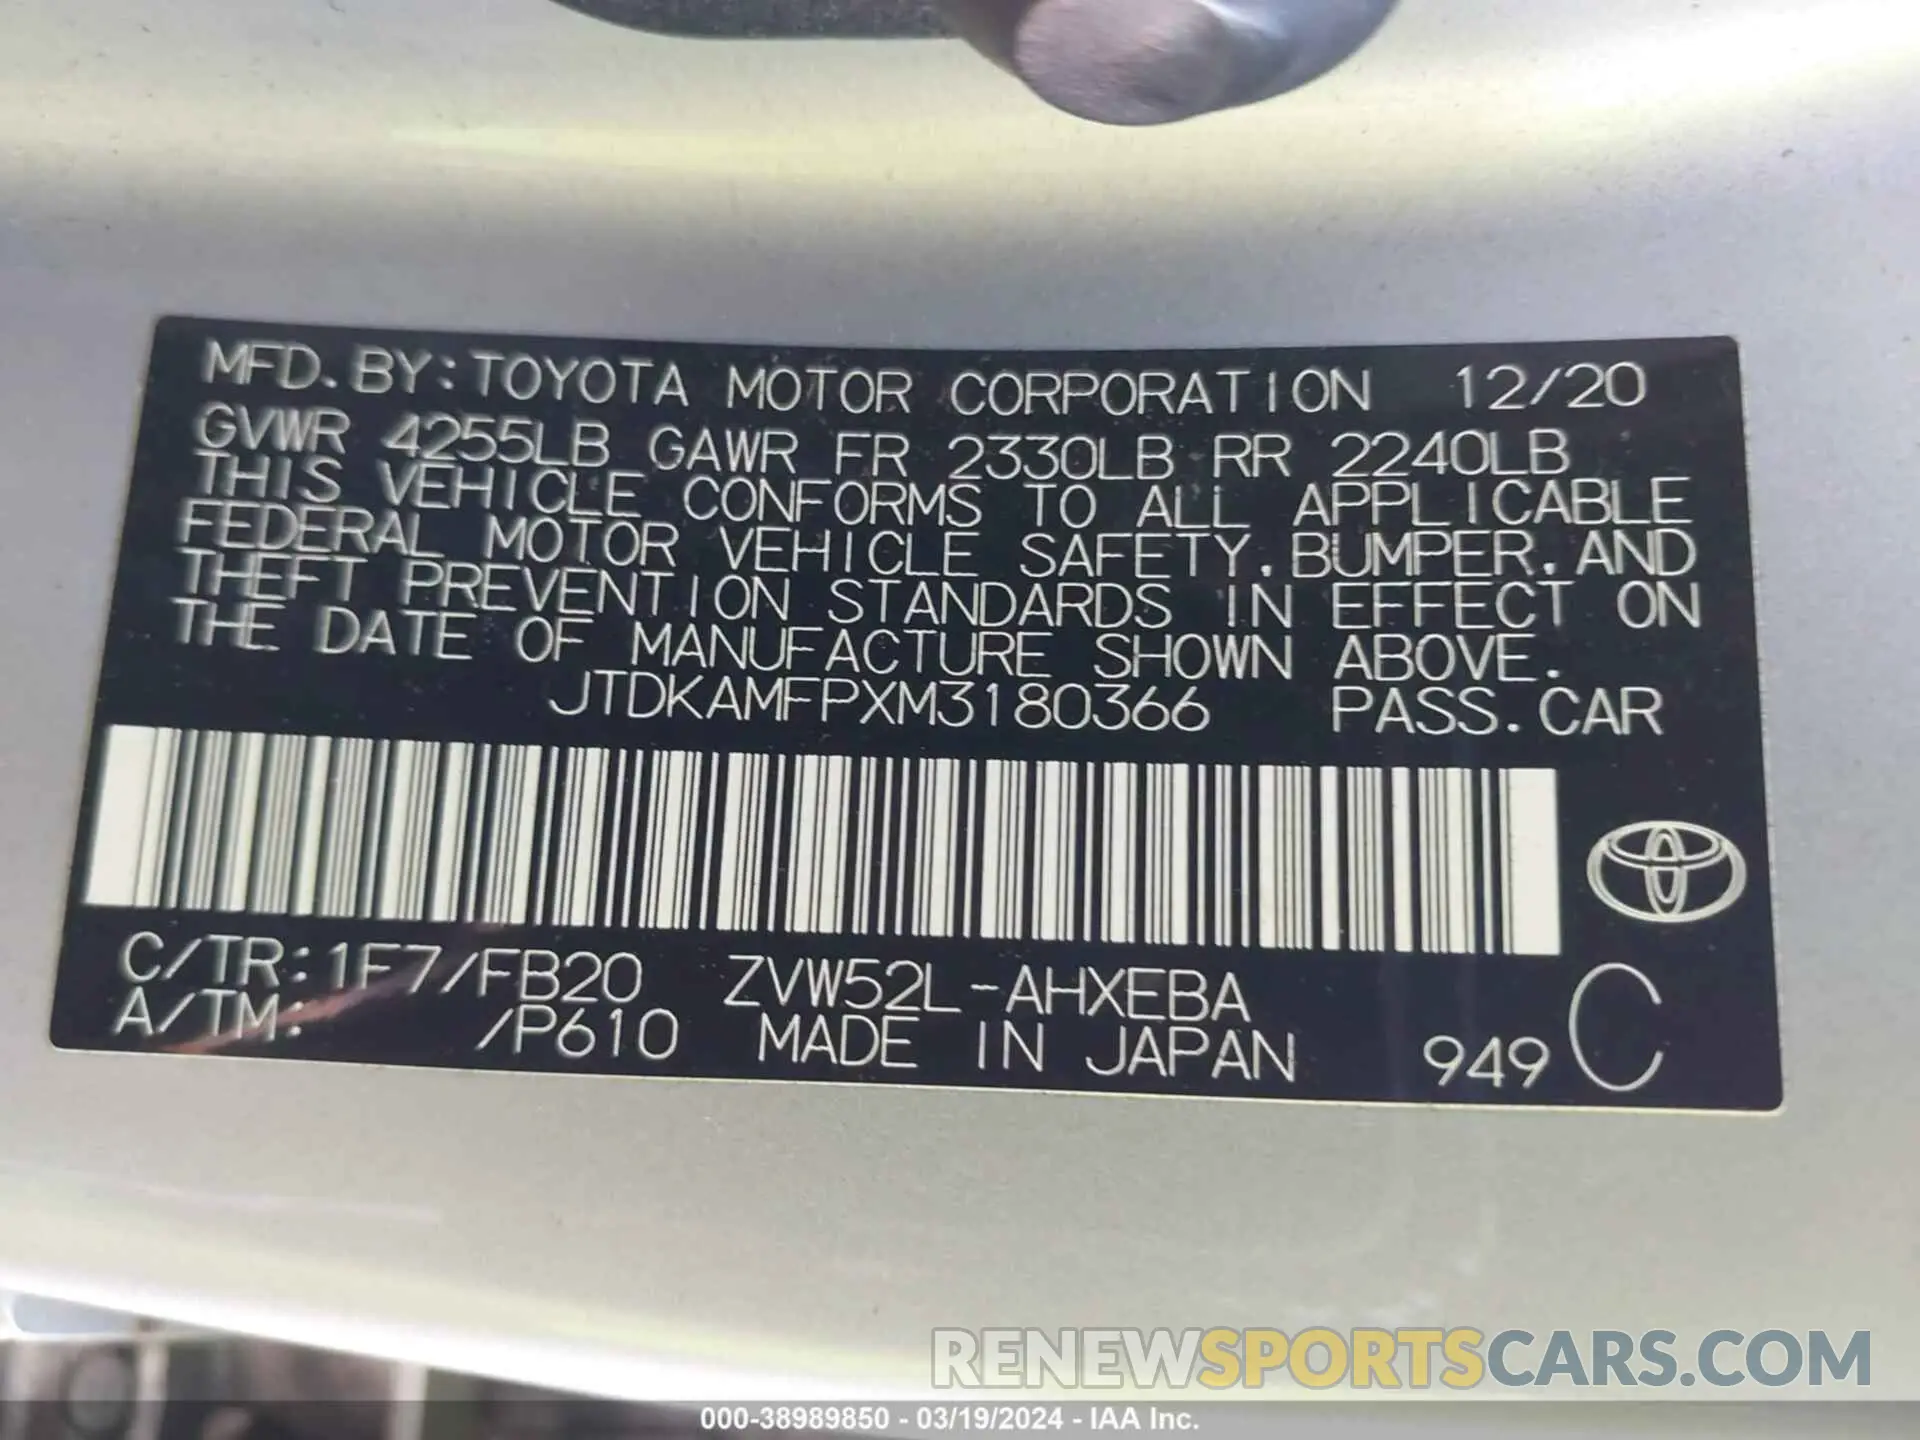 MFD.BY:TOYOTA MOTOR CORPORATION 12/20
GVWR 4255LB GAWR FR 2330LB RR 2240LB
THIS VEHICLE CONFORMS TO ALL APPLICABLE
FEDERAL MOTOR VEHICLE SAFETY,BUMPER,AND
THEFT PREVENTION STANDARDS IN EFFECT ON
THE DATE OF MANUFACTURE SHOWN ABOVE.
JTDKAMFPXM3180366 PASS.CAR
C/TR:1F7/FB20 ZVW52L-AHXEBA
A/TM: /P610 MADE IN JAPAN 949 C
RENEWSPORTSCARS.COM
000-38989850 - 03/19/2024 - IAA Inc.